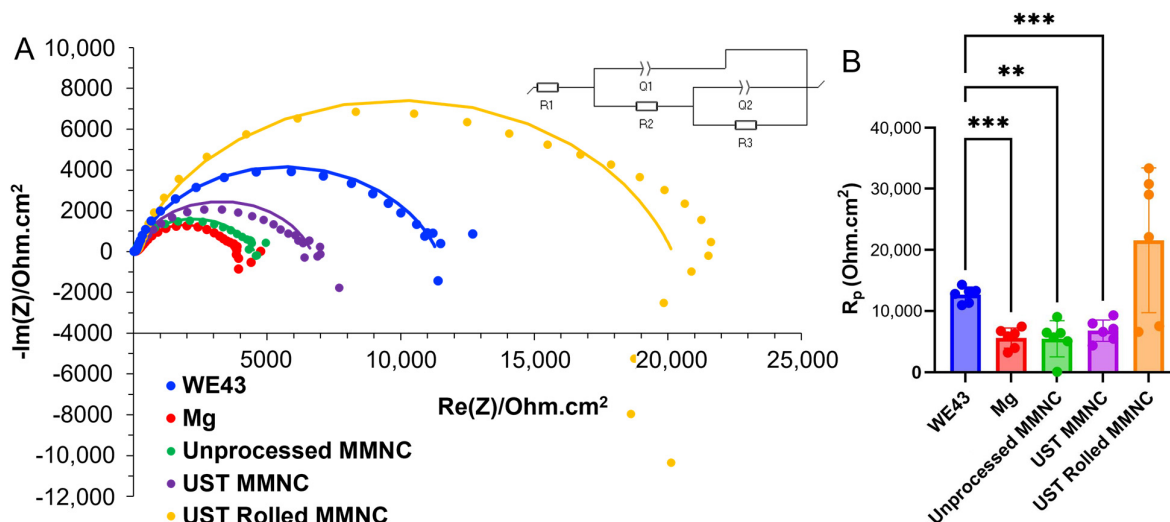 A
10,000
8000
6000
4000
2000
0
-2000
-4000
-6000
-8000
-10,000
-12,000
-Im(Z)/Ohm.cm²
5000
10,000
15,000
20,000
25,000
Re(Z)/Ohm.cm²
WE43
Mg
Unprocessed MMNC
UST MMNC
UST Rolled MMNC
R1
Q1
R2
Q2
R3
B
***
**
***
40,000
30,000
20,000
10,000
0
Rₚ (Ohm.cm²)
WE43
Mg
Unprocessed MMNC
UST MMNC
UST Rolled MMNC